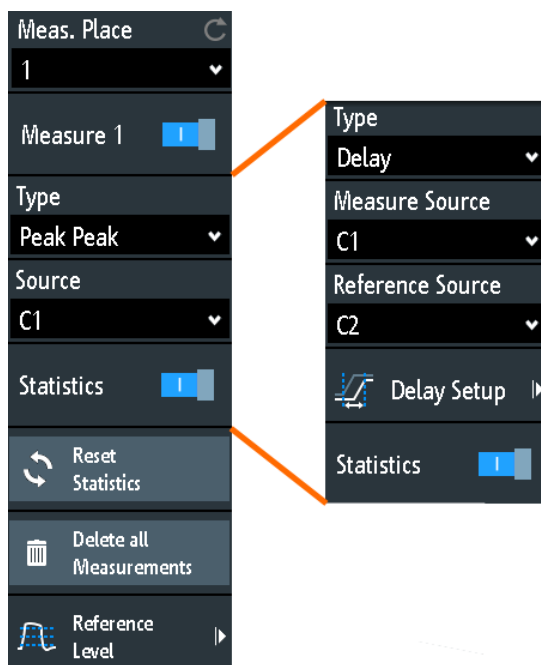 Meas. Place
1
Measure 1
Type
Peak Peak
Source
C1
Statistics
Reset
Statistics
Delete all
Measurements
Reference
Level
Type
Delay
Measure Source
C1
Reference Source
C2
Delay Setup
Statistics